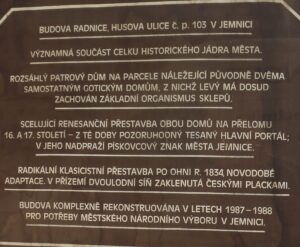 BUDOVA RADNICE, HUSOVA ULICE č. p. 103 V JEMNICI
VÝZNAMNÁ SOUČÁST CELKU HISTORICKÉHO JÁDRA MĚSTA.
ROZSÁHLÝ PATROVÝ DŮM NA PARCELE NÁLEŽEJÍCÍ PŮVODNĚ DVĚMA
SAMOSTATNÝM GOTICKÝM DOMŮM, Z NICHŽ LEVÝ MÁ DOSUD
ZACHOVÁN ZÁKLADNÍ ORGANISMUS SKLEPŮ.
SCELUJÍCÍ RENESANČNÍ PŘESTAVBA OBOU DOMŮ NA PŘELOMU
16. A 17. STOLETÍ – Z TÉ DOBY POZORUHODNÝ TESANÝ HLAVNÍ PORTÁL;
V JEHO NADPRAŽÍ PÍSKOVCOVÝ ZNAK MĚSTA JEMNICE.
RADIKÁLNÍ KLASICISTNÍ PŘESTAVBA PO OHNI R. 1834, NOVODOBÉ
ADAPTACE. V PŘÍZEMÍ DVOULODNÍ SÍŇ ZAKLENUTÁ ČESKÝMI PLACKAMI.
BUDOVA KOMPLEXNĚ REKONSTRUOVÁNA V LETECH 1987–1988
PRO POTŘEBY MĚSTSKÉHO NÁRODNÍHO VÝBORU V JEMNICI.